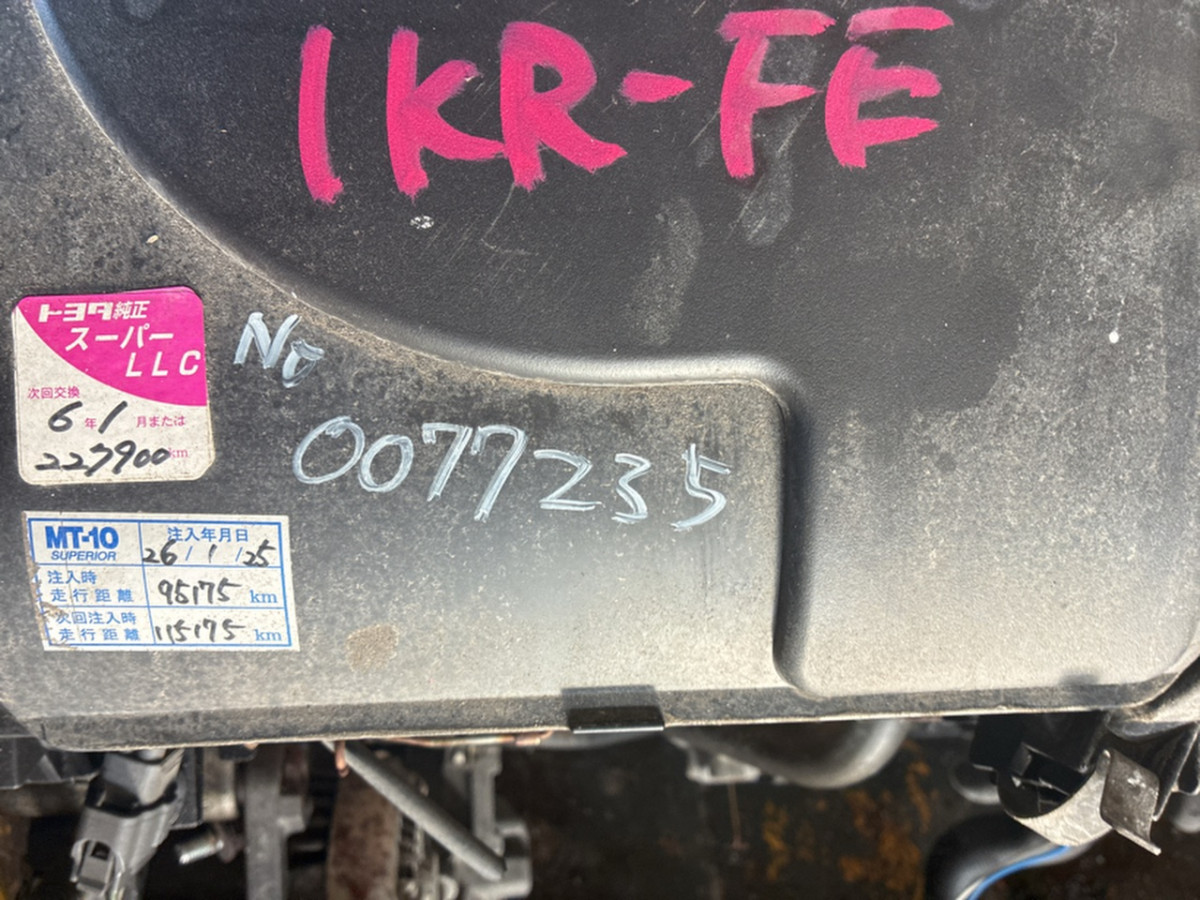 1KR-FE
トヨタ純正
スーパー
LLC
次回交換
6年1月または
227900km
No
0077235
MT-10
SUPERIOR
注入年月日
26/1/25
注入時
走行距離 95175 km
次回注入時
走行距離 115175 km